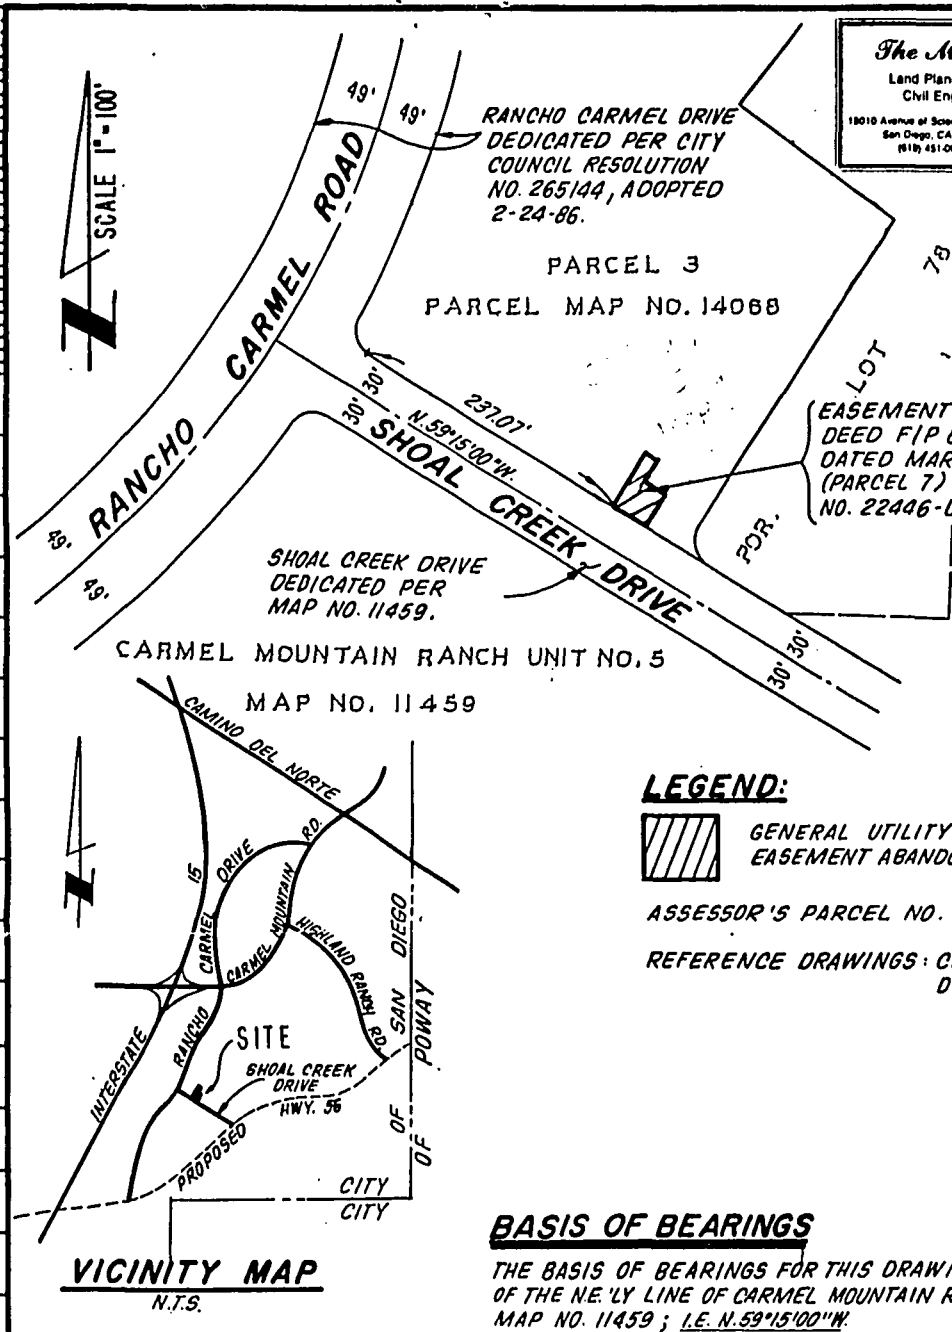 The
Land Plan
Civil En
San Diego, CA
SCALE 1"=100'
49'
49'
RANCHO CARMEL DRIVE
DEDICATED PER CITY
COUNCIL RESOLUTION
NO. 265144, ADOPTED
2-24-86.
PARCEL 3
PARCEL MAP NO. 14068
RANCHO CARMEL ROAD
78
LOT
POR.
30'
30'
237.07'
N.59°15'00"W.
SHOAL CREEK DRIVE
EASEMENT
DEED F/P
DATED MAR
(PARCEL 7)
NO. 22446-
49'
49'
SHOAL CREEK DRIVE
DEDICATED PER
MAP NO. 11459.
30'
30'
CARMEL MOUNTAIN RANCH UNIT NO. 5
MAP NO. 11459
CAMINO DEL NORTE
15
CARMEL DRIVE
CARMEL MOUNTAIN RD.
HIGHLAND RANCH RD.
INTERSTATE
RANCHO
SITE
SHOAL CREEK
DRIVE
HWY. 56
PROPOSED
OF SAN DIEGO
OF POWAY
CITY
CITY
VICINITY MAP
N.T.S.
LEGEND:
GENERAL UTILITY
EASEMENT ABANDO
ASSESSOR'S PARCEL NO.
REFERENCE DRAWINGS: C
D
BASIS OF BEARINGS
THE BASIS OF BEARINGS FOR THIS DRAWI
OF THE NE'LY LINE OF CARMEL MOUNTAIN R
MAP NO. 11459; I.E. N.59°15'00"W.